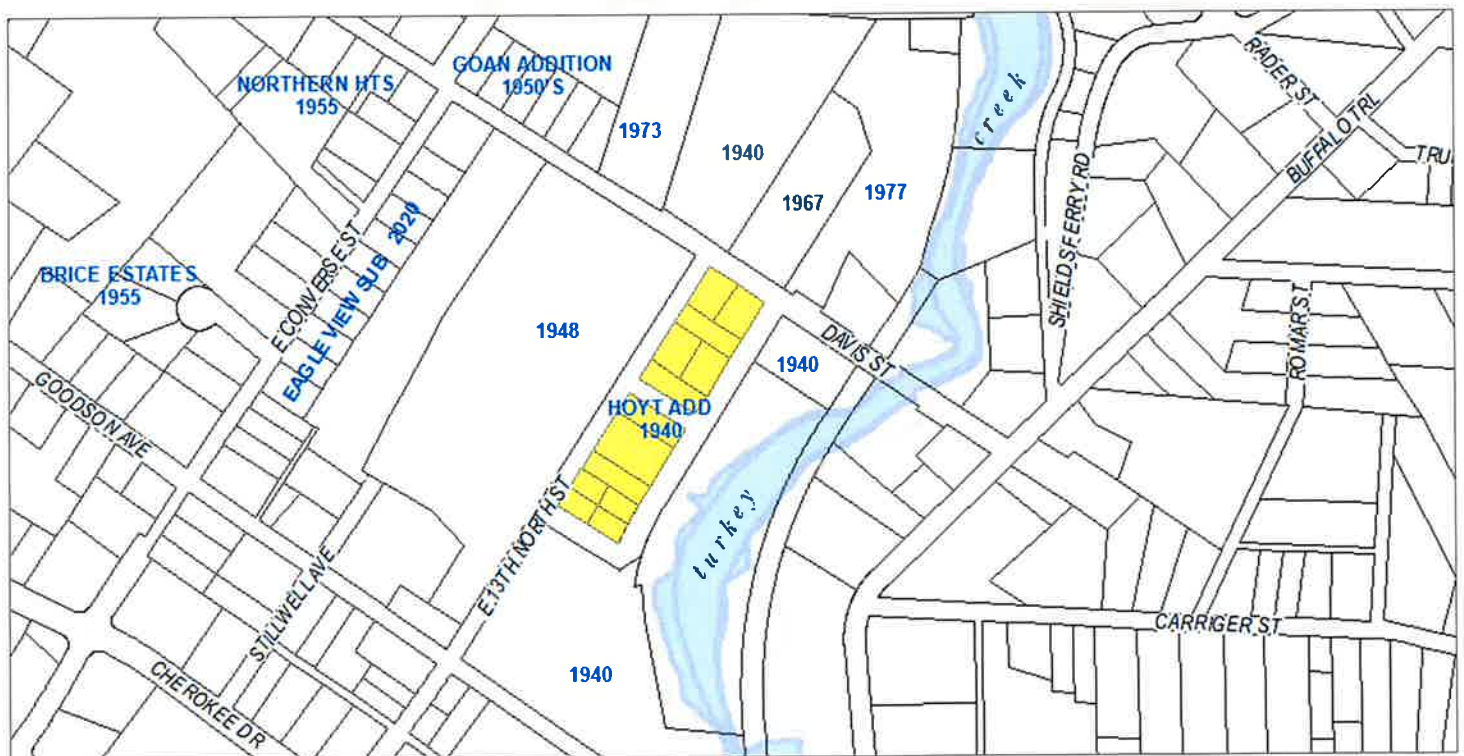 GOAN ADDITION
1950'S
NORTHERN HTS
1955
1973
1940
1967
1977
creek
RADER ST
BUFFALO TRL
TRU
SHIELDS FERRY RD
BRICE ESTATES
1955
E CONVERSE ST
EAGLE VIEW SUB 2020
1948
DAVIS ST
1940
ROMAR ST
GOODSON AVE
HOYT ADD
1940
E 13TH NORTH ST
turkey
STILLWELL AVE
CARRIGER ST
CHEROKEE DR
1940